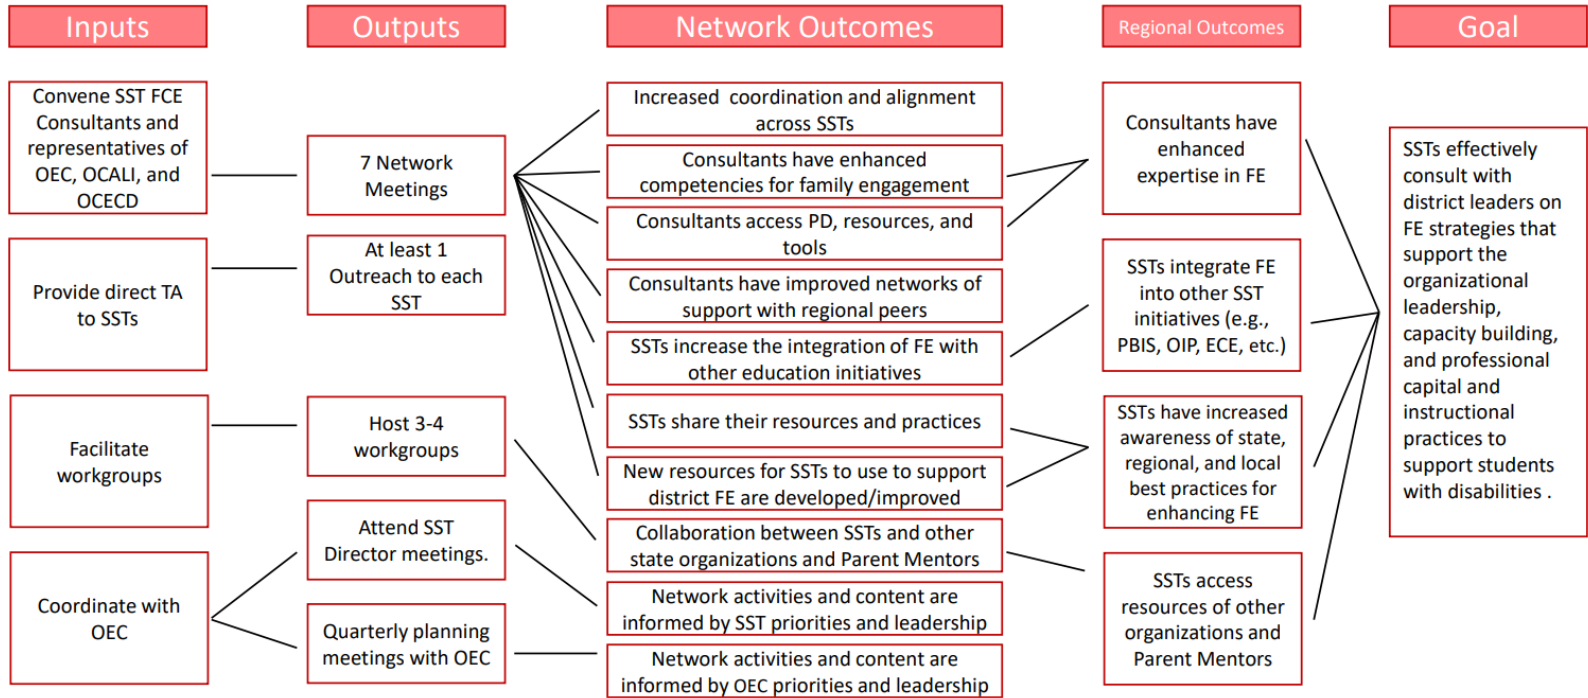 Inputs
Outputs
Network Outcomes
Regional Outcomes
Goal
Convene SST FCE
Consultants and
representatives of
OEC, OCALI, and
OCECD
Provide direct TA
to SSTs
Facilitate
workgroups
Coordinate with
OEC
7 Network
Meetings
At least 1
Outreach to each
SST
Host 3-4
workgroups
Attend SST
Director meetings.
Quarterly planning
meetings with OEC
Increased coordination and alignment
across SSTs
Consultants have enhanced
competencies for family engagement
Consultants access PD, resources, and
tools
Consultants have improved networks of
support with regional peers
SSTs increase the integration of FE with
other education initiatives
SSTs share their resources and practices
New resources for SSTs to use to support
district FE are developed/improved
Collaboration between SSTs and other
state organizations and Parent Mentors
Network activities and content are
informed by SST priorities and leadership
Network activities and content are
informed by OEC priorities and leadership
Consultants have
enhanced
expertise in FE
SSTs integrate FE
into other SST
initiatives (e.g.,
PBIS, OIP, ECE, etc.)
SSTs have increased
awareness of state,
regional, and local
best practices for
enhancing FE
SSTs access
resources of other
organizations and
Parent Mentors
SSTs effectively
consult with
district leaders on
FE strategies that
support the
organizational
leadership,
capacity building,
and professional
capital and
instructional
practices to
support students
with disabilities .